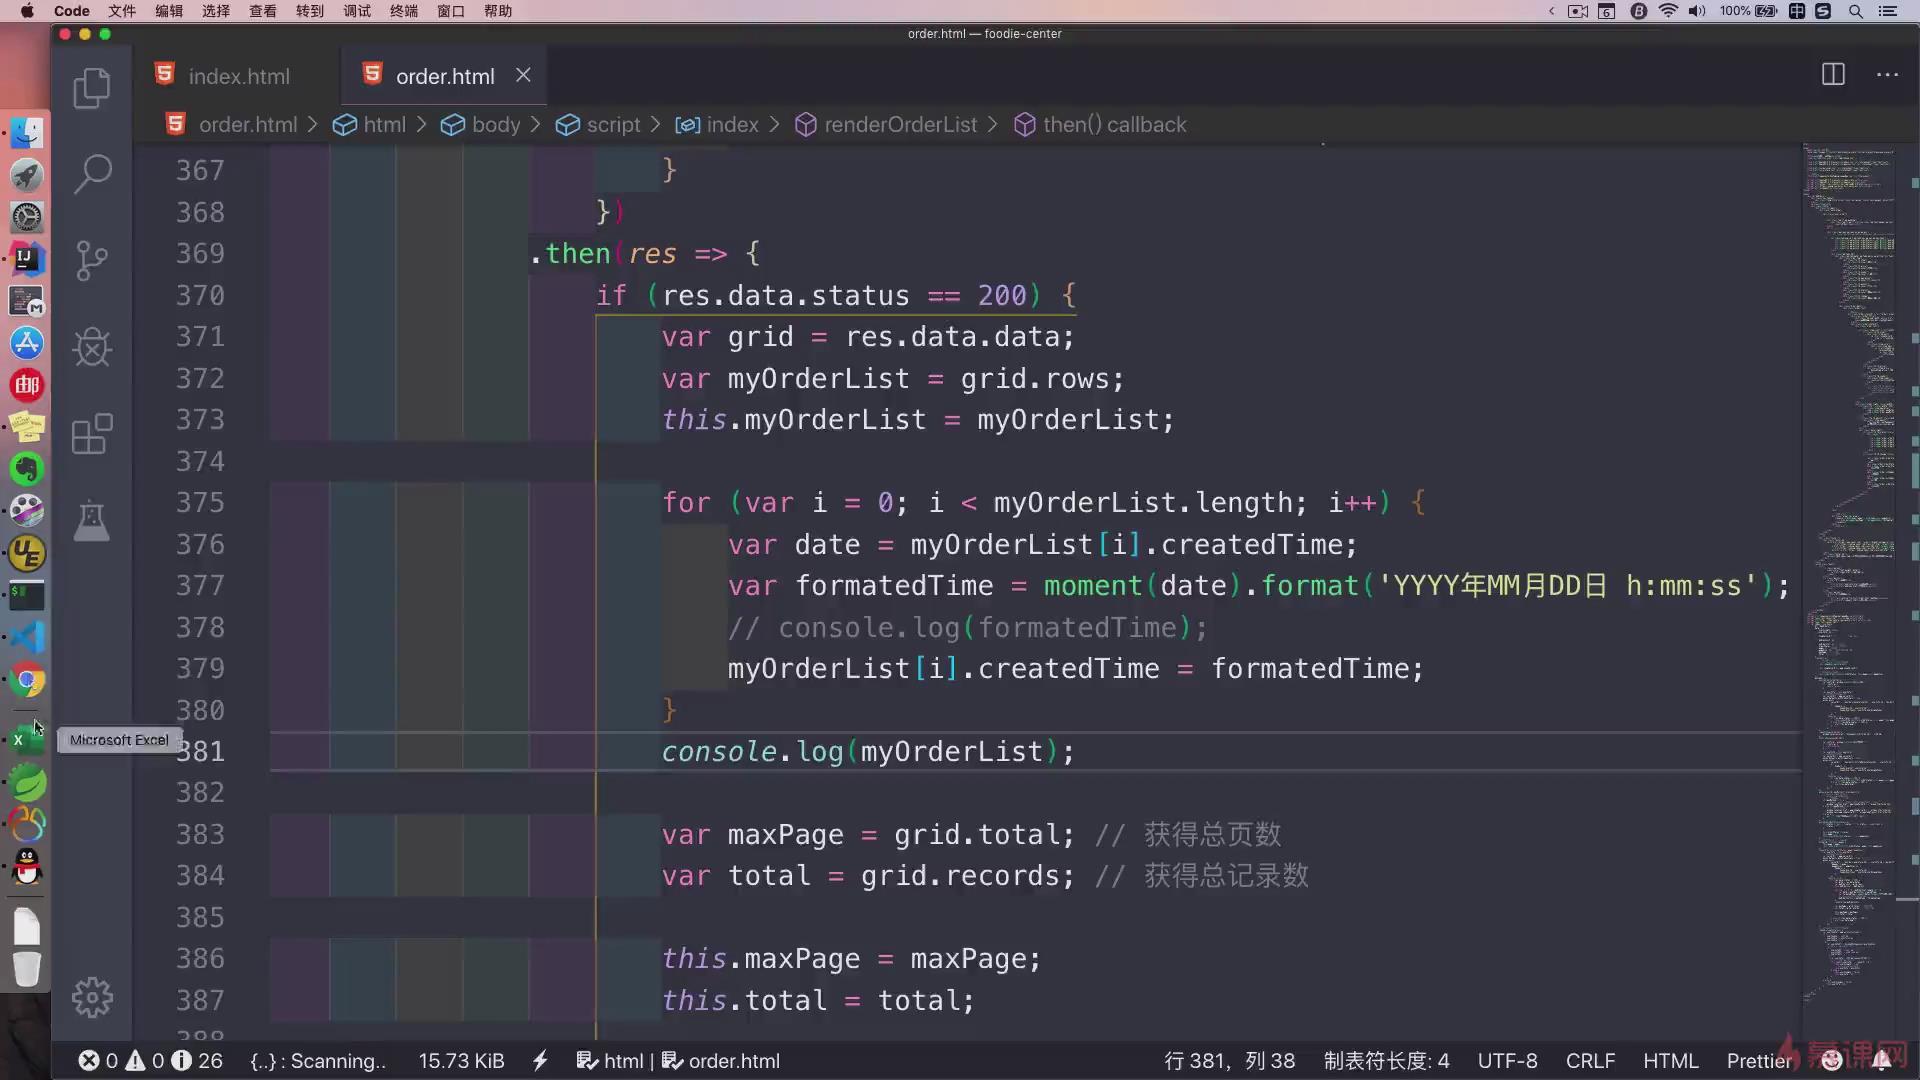 Code 文件 编辑 选择 查看 转到 调试 终端 窗口 帮助 6 100% 中
order.html — foodie-center
index.html order.html
order.html html body script index renderOrderList then() callback
367 }
368 })
369 .then(res => {
370 if (res.data.status == 200) {
371 var grid = res.data.data;
372 var myOrderList = grid.rows;
373 this.myOrderList = myOrderList;
374
375 for (var i = 0; i < myOrderList.length; i++) {
376 var date = myOrderList[i].createdTime;
377 var formatedTime = moment(date).format('YYYY年MM月DD日 h:mm:ss');
378 // console.log(formatedTime);
379 myOrderList[i].createdTime = formatedTime;
380 }
Microsoft Excel
381 console.log(myOrderList);
382
383 var maxPage = grid.total; // 获得总页数
384 var total = grid.records; // 获得总记录数
385
386 this.maxPage = maxPage;
387 this.total = total;
388
0 0 26 {..} : Scanning.. 15.73 KiB html | order.html 行 381，列 38 制表符长度: 4 UTF-8 CRLF HTML Prettier
慕课网